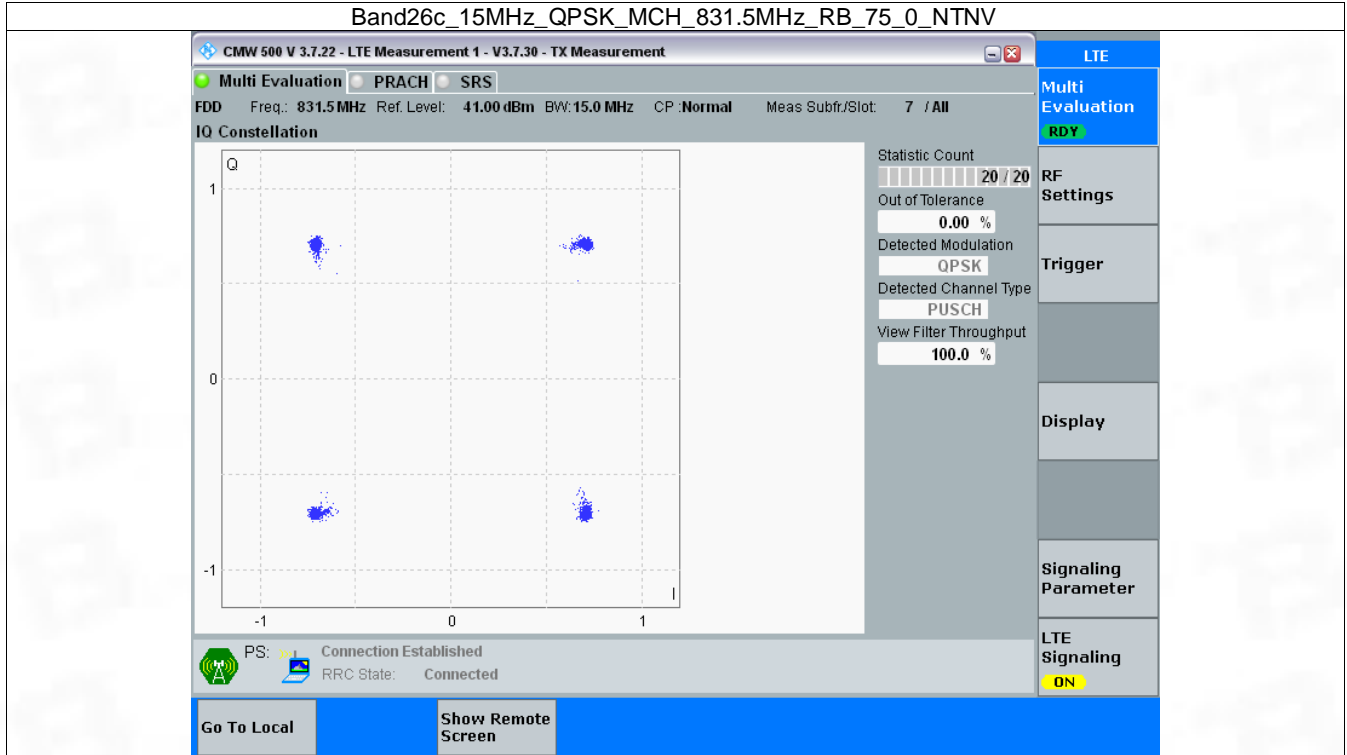 Band26c_15MHz_QPSK_MCH_831.5MHz_RB_75_0_NTNV
CMW 500 V 3.7.22 - LTE Measurement 1 - V3.7.30 - TX Measurement
LTE
Multi Evaluation PRACH SRS
Multi
Evaluation
RDY
FDD Freq.: 831.5 MHz Ref. Level: 41.00 dBm BW: 15.0 MHz CP :Normal Meas Subfr./Slot: 7 / All
IQ Constellation
Q
1
0
-1
-1 0 1
I
Statistic Count
20 / 20
Out of Tolerance
0.00 %
Detected Modulation
QPSK
Detected Channel Type
PUSCH
View Filter Throughput
100.0 %
RF
Settings
Trigger
Display
Signaling
Parameter
LTE
Signaling
ON
PS: Connection Established
RRC State: Connected
Go To Local
Show Remote
Screen